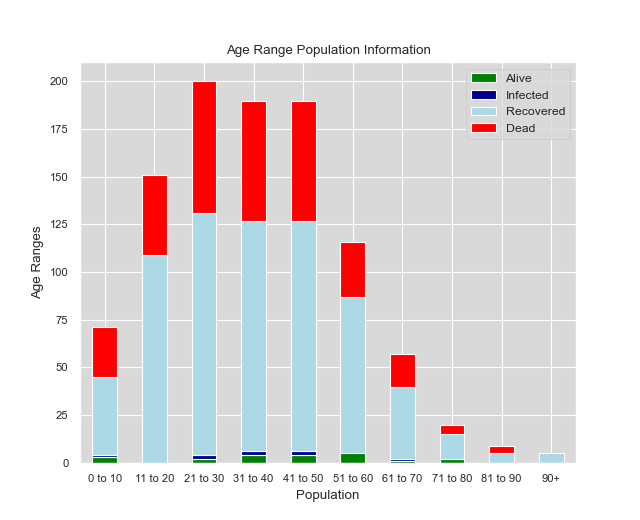 Age Range Population Information
Alive
Infected
Recovered
Dead
200
175
150
125
100
75
50
25
0
Age Ranges
0 to 10 11 to 20 21 to 30 31 to 40 41 to 50 51 to 60 61 to 70 71 to 80 81 to 90 90+
Population